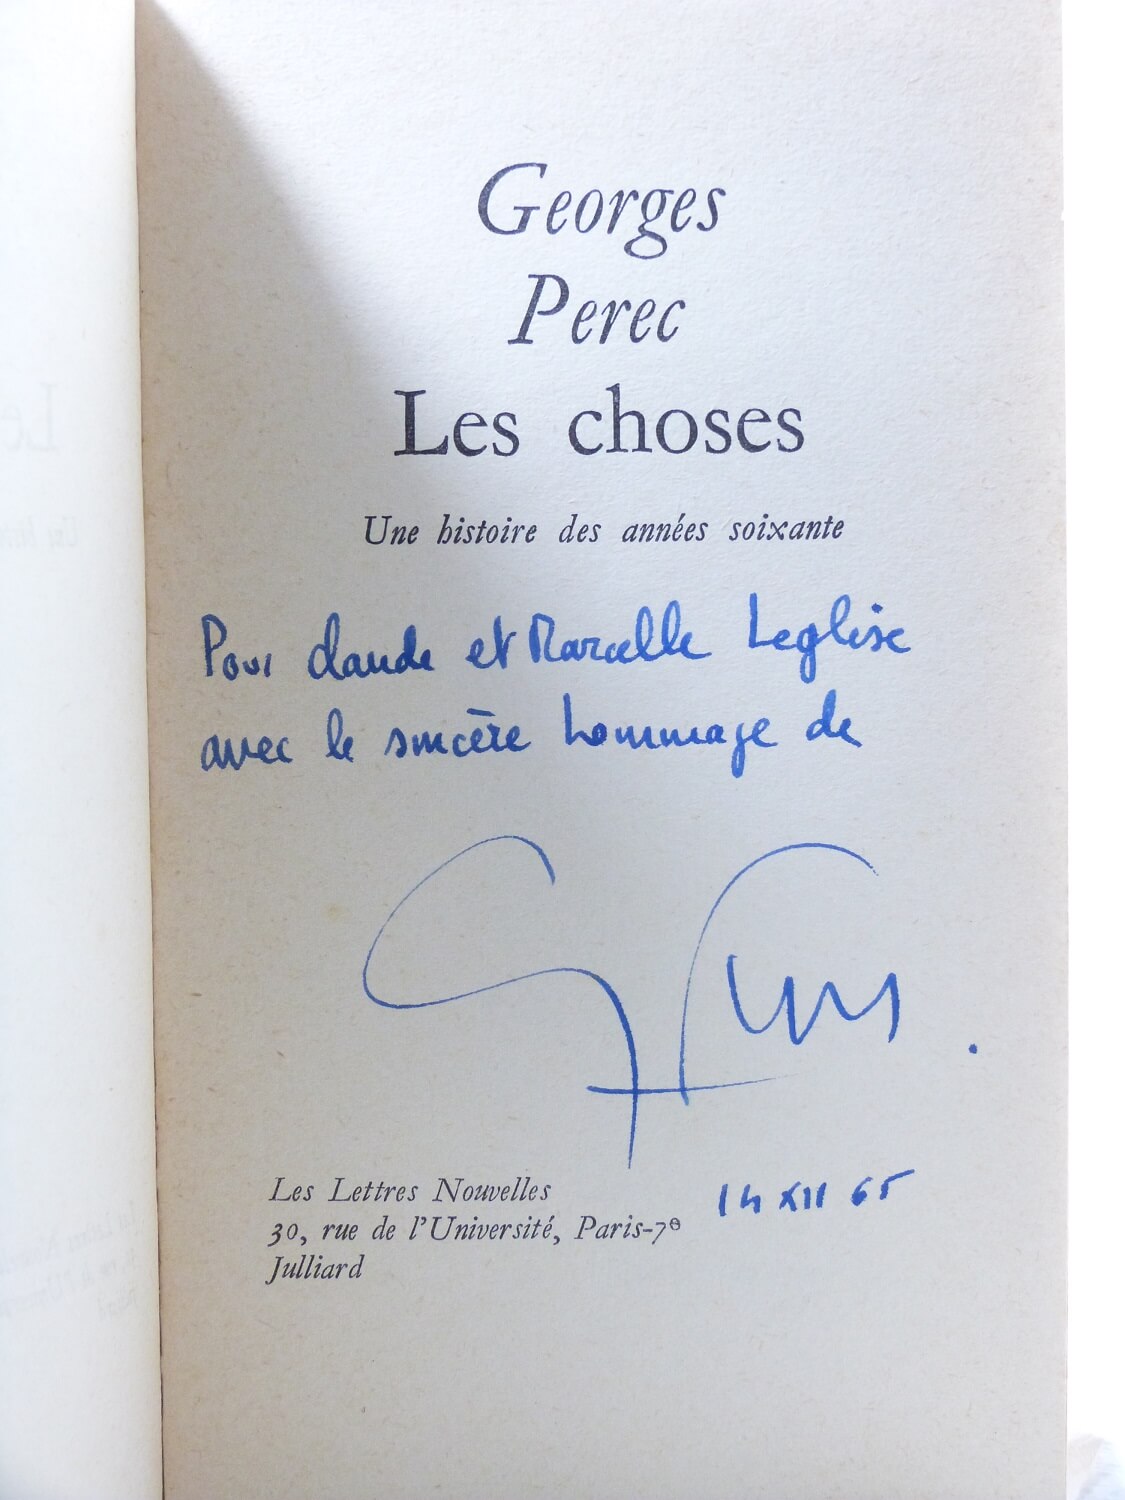 Georges
Perec
Les choses
Une histoire des années soixante
Pour Claude et Marcelle Leglise
avec le sincère hommage de
G Perec.
14 XII 65
Les Lettres Nouvelles
30, rue de l'Université, Paris-7e
Julliard